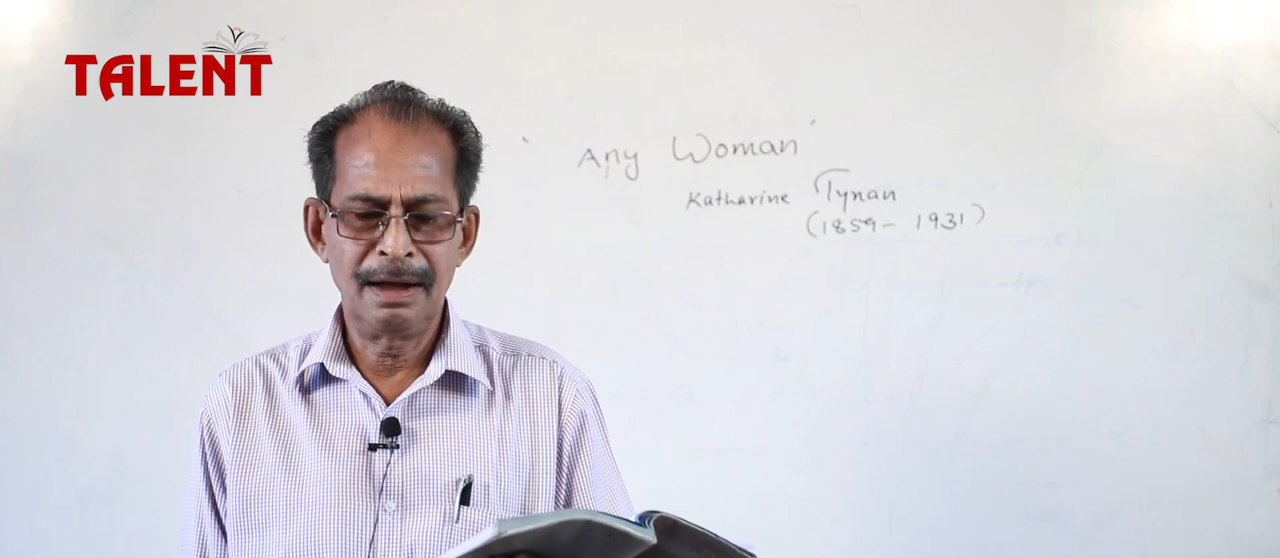 TALENT
' Any Woman '
Katharine Tynan
(1859 - 1931)